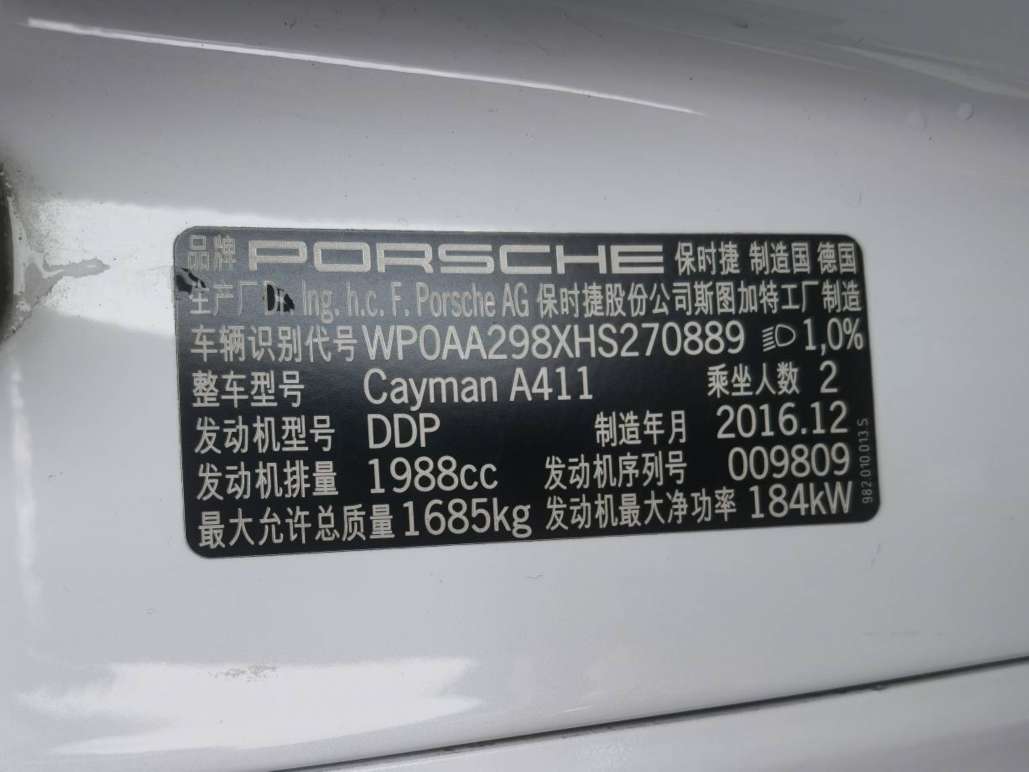 品牌 PORSCHE 保时捷 制造国 德国
生产厂 Dr. Ing. h.c. F. Porsche AG 保时捷股份公司斯图加特工厂制造
车辆识别代号 WP0AA298XHS270889 1,0%
整车型号 Cayman A411 乘坐人数 2
发动机型号 DDP 制造年月 2016.12
发动机排量 1988cc 发动机序列号 009809
最大允许总质量 1685kg 发动机最大净功率 184kW
982 010 013 S